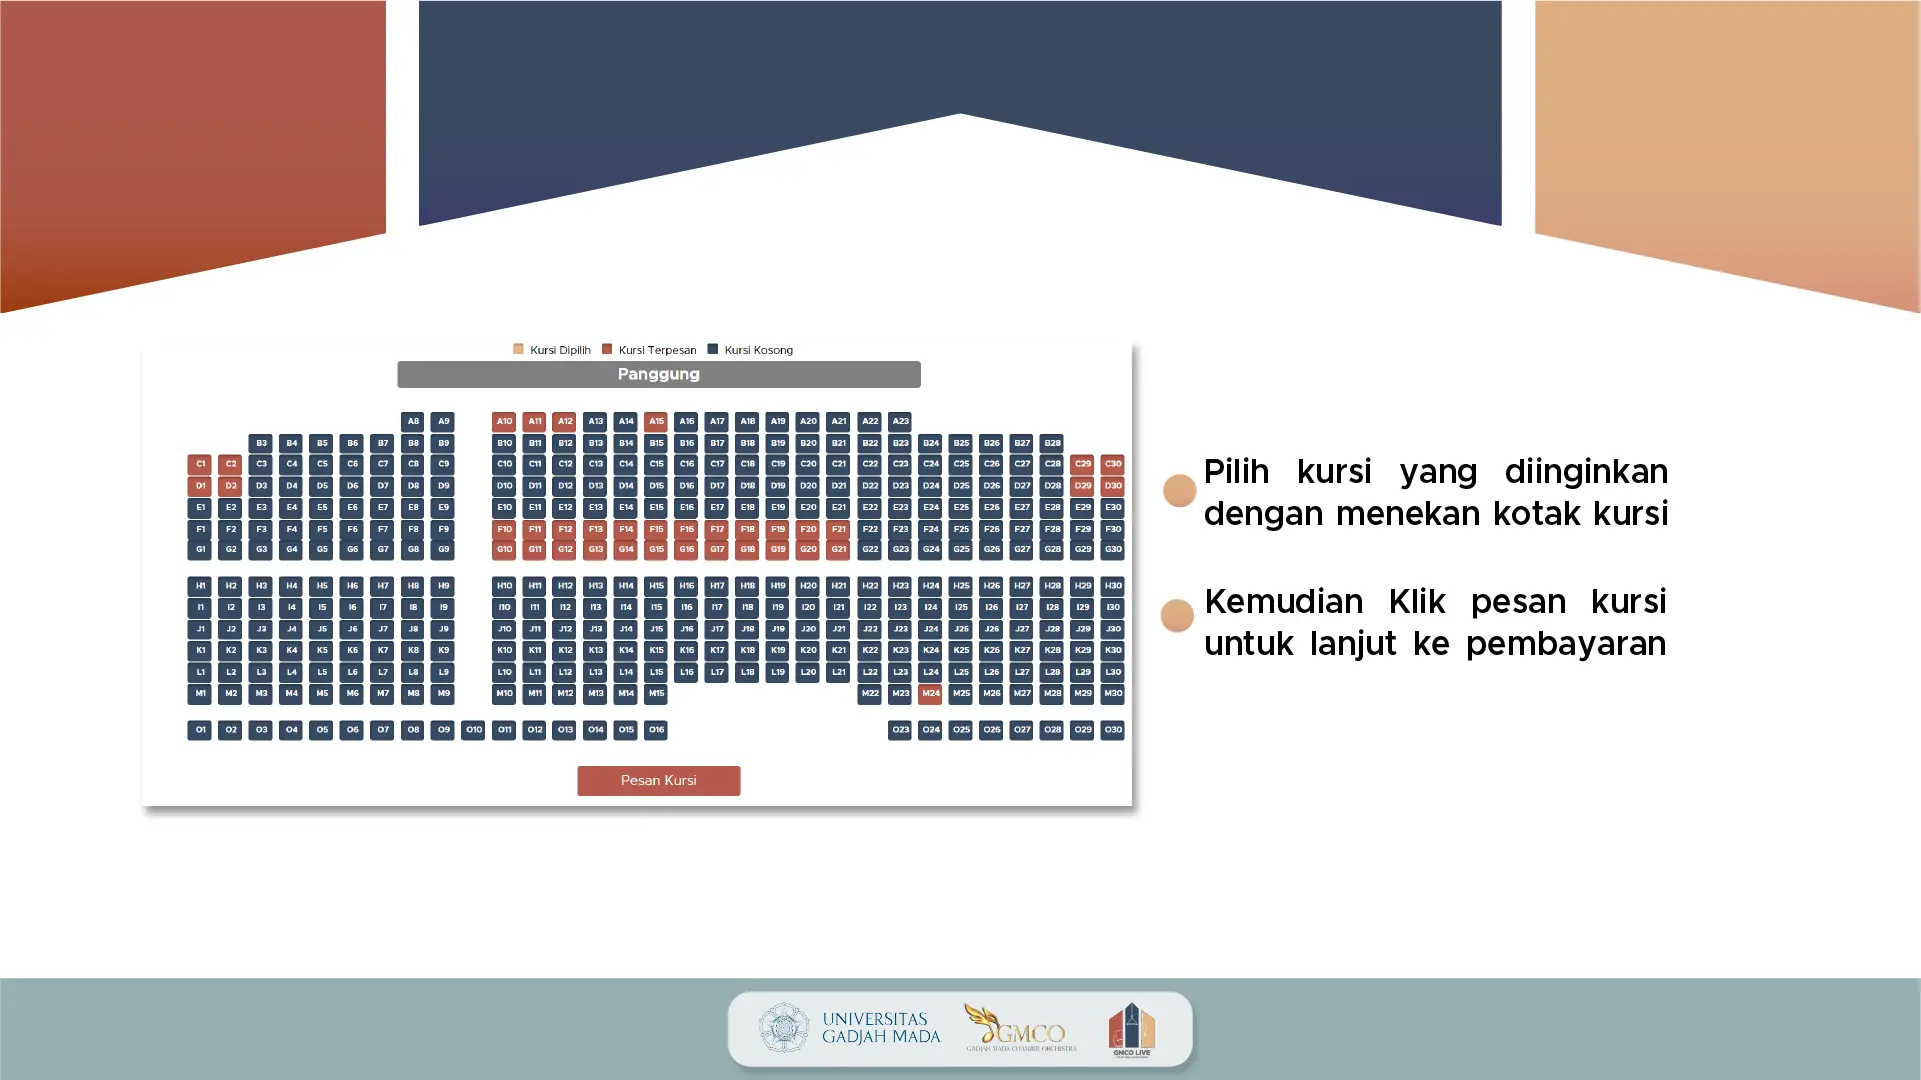 Kursi Dipilih Kursi Terpesan Kursi Kosong
Panggung
A8 A9 A10 A11 A12 A13 A14 A15 A16 A17 A18 A19 A20 A21 A22 A23
B3 B4 B5 B6 B7 B8 B9 B10 B11 B12 B13 B14 B15 B16 B17 B18 B19 B20 B21 B22 B23 B24 B25 B26 B27 B28
C1 C2 C3 C4 C5 C6 C7 C8 C9 C10 C11 C12 C13 C14 C15 C16 C17 C18 C19 C20 C21 C22 C23 C24 C25 C26 C27 C28 C29 C30
D1 D2 D3 D4 D5 D6 D7 D8 D9 D10 D11 D12 D13 D14 D15 D16 D17 D18 D19 D20 D21 D22 D23 D24 D25 D26 D27 D28 D29 D30
E1 E2 E3 E4 E5 E6 E7 E8 E9 E10 E11 E12 E13 E14 E15 E16 E17 E18 E19 E20 E21 E22 E23 E24 E25 E26 E27 E28 E29 E30
F1 F2 F3 F4 F5 F6 F7 F8 F9 F10 F11 F12 F13 F14 F15 F16 F17 F18 F19 F20 F21 F22 F23 F24 F25 F26 F27 F28 F29 F30
G1 G2 G3 G4 G5 G6 G7 G8 G9 G10 G11 G12 G13 G14 G15 G16 G17 G18 G19 G20 G21 G22 G23 G24 G25 G26 G27 G28 G29 G30
H1 H2 H3 H4 H5 H6 H7 H8 H9 H10 H11 H12 H13 H14 H15 H16 H17 H18 H19 H20 H21 H22 H23 H24 H25 H26 H27 H28 H29 H30
I1 I2 I3 I4 I5 I6 I7 I8 I9 I10 I11 I12 I13 I14 I15 I16 I17 I18 I19 I20 I21 I22 I23 I24 I25 I26 I27 I28 I29 I30
J1 J2 J3 J4 J5 J6 J7 J8 J9 J10 J11 J12 J13 J14 J15 J16 J17 J18 J19 J20 J21 J22 J23 J24 J25 J26 J27 J28 J29 J30
K1 K2 K3 K4 K5 K6 K7 K8 K9 K10 K11 K12 K13 K14 K15 K16 K17 K18 K19 K20 K21 K22 K23 K24 K25 K26 K27 K28 K29 K30
L1 L2 L3 L4 L5 L6 L7 L8 L9 L10 L11 L12 L13 L14 L15 L16 L17 L18 L19 L20 L21 L22 L23 L24 L25 L26 L27 L28 L29 L30
M1 M2 M3 M4 M5 M6 M7 M8 M9 M10 M11 M12 M13 M14 M15 M22 M23 M24 M25 M26 M27 M28 M29 M30
O1 O2 O3 O4 O5 O6 O7 O8 O9 O10 O11 O12 O13 O14 O15 O16 O23 O24 O25 O26 O27 O28 O29 O30
Pesan Kursi
Pilih kursi yang diinginkan
dengan menekan kotak kursi
Kemudian Klik pesan kursi
untuk lanjut ke pembayaran
UNIVERSITAS
GADJAH MADA
GMCO
GADJAH MADA CHAMBER ORCHESTRA
GMCO LIVE